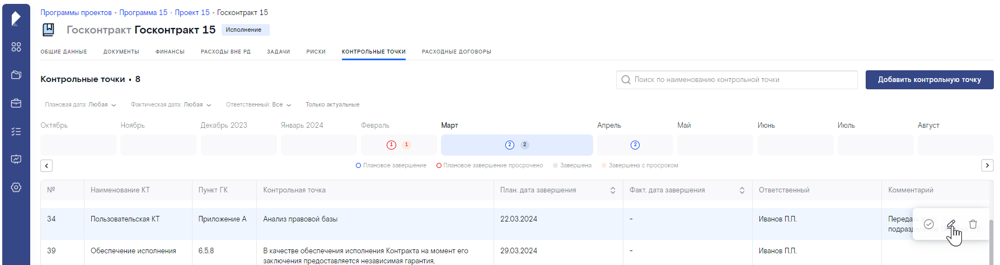 Программы проектов • Программа 15 • Проект 15 • Госконтракт 15
Госконтракт Госконтракт 15 Исполнение
ОБЩИЕ ДАННЫЕ ДОКУМЕНТЫ ФИНАНСЫ РАСХОДЫ ВНЕ РД ЗАДАЧИ РИСКИ КОНТРОЛЬНЫЕ ТОЧКИ РАСХОДНЫЕ ДОГОВОРЫ
Контрольные точки • 8 Поиск по наименованию контрольной точки Добавить контрольную точку
Плановая дата: Любая Фактическая дата: Любая Ответственный: Все Только актуальные
Октябрь Ноябрь Декабрь 2023 Январь 2024 Февраль Март Апрель Май Июнь Июль Август
1 1 2 2 2
Плановое завершение Плановое завершение просрочено Завершена Завершена с просроком
№ Наименование КТ Пункт ГК Контрольная точка План. дата завершения Факт. дата завершения Ответственный Комментарий
34 Пользовательская КТ Приложение А Анализ правовой базы 22.03.2024 - Иванов П.П. Передать
подразделение
39 Обеспечение исполнения 6.5.8 В качестве обеспечения исполнения Контракта на момент его 29.03.2024 - Иванов П.П.
заключения предоставляется независимая гарантия,